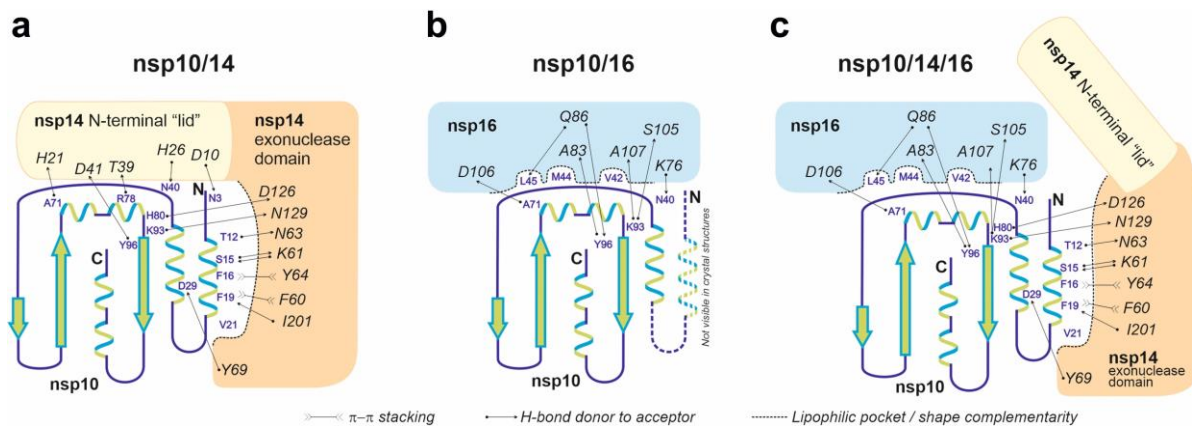 a
nsp10/14
nsp14 N-terminal “lid”
nsp14
exonuclease
domain
H21
D41
T39
H26
D10
A71
R78
N40
N
N3
D126
H80
N129
K93
T12
N63
Y96
S15
K61
C
F16
Y64
D29
F19
F60
V21
I201
Y69
nsp10
b
nsp10/16
nsp16
Q86
S105
A83
A107
D106
K76
L45
M44
V42
A71
N40
N
K93
Y96
C
Not visible in crystal structures
nsp10
c
nsp10/14/16
nsp14
N-terminal “lid”
nsp16
Q86
S105
A83
A107
D106
K76
L45
M44
V42
A71
N40
N
D126
H80
K93
N129
T12
N63
Y96
S15
K61
C
F16
Y64
D29
F19
F60
V21
I201
Y69
nsp14
exonuclease
domain
nsp10
π–π stacking
H-bond donor to acceptor
Lipophilic pocket / shape complementarity